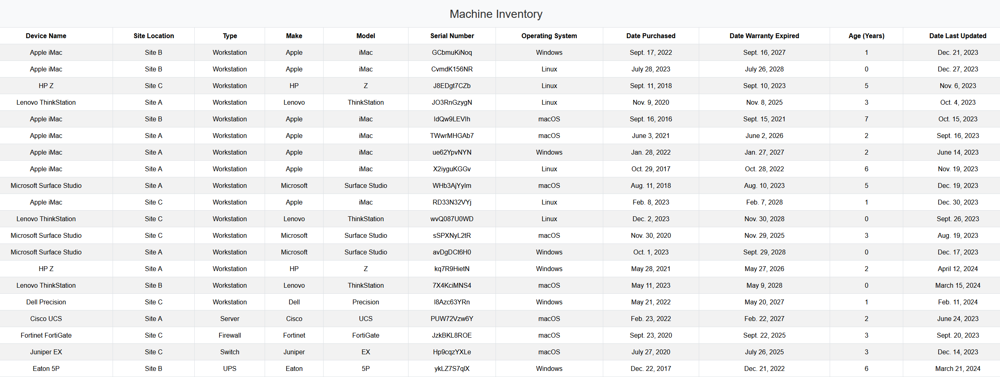 Machine Inventory
Device Name Site Location Type Make Model Serial Number Operating System Date Purchased Date Warranty Expired Age (Years) Date Last Updated
Apple iMac Site B Workstation Apple iMac GCbmuKiNoq Windows Sept. 17, 2022 Sept. 16, 2027 1 Dec. 21, 2023
Apple iMac Site B Workstation Apple iMac CvmdK156NR Linux July 28, 2023 July 26, 2028 0 Dec. 27, 2023
HP Z Site C Workstation HP Z J8EDgt7CZb Linux Sept. 11, 2018 Sept. 10, 2023 5 Nov. 6, 2023
Lenovo ThinkStation Site A Workstation Lenovo ThinkStation JO3RnGzygN Linux Nov. 9, 2020 Nov. 8, 2025 3 Oct. 4, 2023
Apple iMac Site B Workstation Apple iMac macOS Sept. 16, 2016 Sept. 15, 2021 7 Oct. 15, 2023
Apple iMac Site A Workstation Apple iMac TWwrMHGAb7 macOS June 3, 2021 June 2, 2026 2 Sept. 16, 2023
Apple iMac Site A Workstation Apple iMac ue62YpvNYN Windows Jan. 28, 2022 Jan. 27, 2027 2 June 14, 2023
Apple iMac Site A Workstation Apple iMac X2iyguKGGv Linux Oct. 29, 2017 Oct. 28, 2022 6 Nov. 19, 2023
Microsoft Surface Studio Site A Workstation Microsoft Surface Studio macOS Aug. 11, 2018 Aug. 10, 2023 5 Dec. 19, 2023
Apple iMac Site C Workstation Apple iMac RD33N32VYj Linux Feb. 8, 2023 Feb. 7, 2028 1 Dec. 30, 2023
Lenovo ThinkStation Site C Workstation Lenovo ThinkStation wvQ087U0WD Linux Dec. 2, 2023 Nov. 30, 2028 0 Sept. 26, 2023
Microsoft Surface Studio Site C Workstation Microsoft Surface Studio sSPXNyL2tR macOS Nov. 30, 2020 Nov. 29, 2025 3 Aug. 19, 2023
Microsoft Surface Studio Site A Workstation Microsoft Surface Studio avDgDCt6H0 Windows Oct. 1, 2023 Sept. 29, 2028 0 Dec. 17, 2023
HP Z Site A Workstation HP Z kq7R9HietN Windows May 28, 2021 May 27, 2026 2 April 12, 2024
Lenovo ThinkStation Site B Workstation Lenovo ThinkStation 7X4KciMNS4 macOS May 11, 2023 May 9, 2028 0 March 15, 2024
Dell Precision Site C Workstation Dell Precision Windows May 21, 2022 May 20, 2027 1 Feb. 11, 2024
Cisco UCS Site A Server Cisco UCS PUW72Vzw6Y macOS Feb. 23, 2022 Feb. 22, 2027 2 June 24, 2023
Fortinet FortiGate Site C Firewall Fortinet FortiGate JzkBKL8ROE macOS Sept. 23, 2020 Sept. 22, 2025 3 Sept. 20, 2023
Juniper EX Site C Switch Juniper EX Hp9cqzYXLe macOS July 27, 2020 July 26, 2025 3 Dec. 14, 2023
Eaton 5P Site B UPS Eaton 5P Windows Dec. 22, 2017 Dec. 21, 2022 6 March 21, 2024